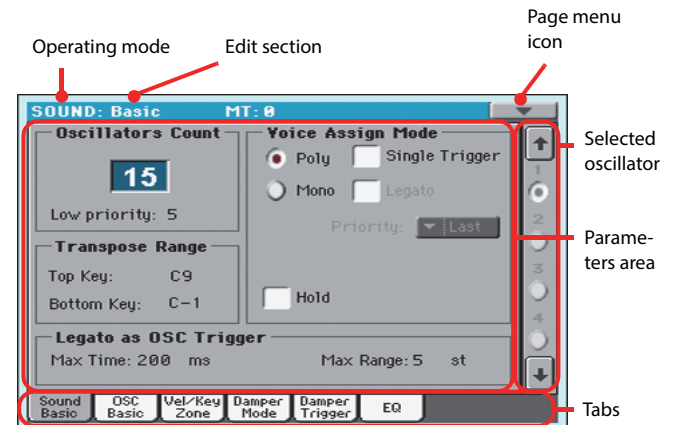 Page menu
icon
Operating mode
Edit section
SOUND: Basic MT: 0
Oscillators Count
15
Low priority: 5
Transpose Range
Top Key: C9
Bottom Key: C-1
Voice Assign Mode
Poly Single Trigger
Mono Legato
Priority: Last
Hold
Legato as OSC Trigger
Max Time: 200 ms Max Range: 5 st
1
2
3
4
Selected
oscillator
Parame-
ters area
Sound Basic
OSC Basic
Vel/Key Zone
Damper Mode
Damper Trigger
EQ
Tabs